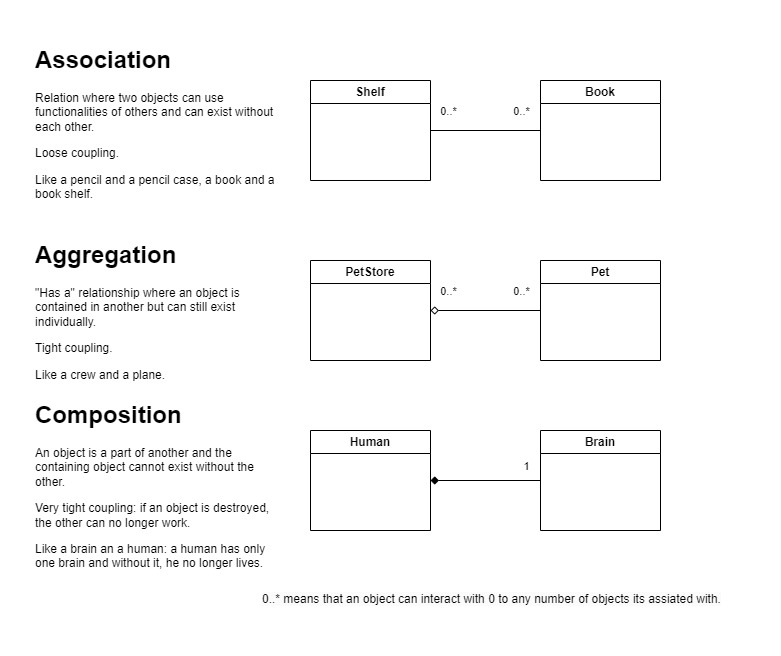 Association
Relation where two objects can use
functionalities of others and can exist without
each other.
Loose coupling.
Like a pencil and a pencil case, a book and a
book shelf.
Shelf
0..*
0..*
Book
Aggregation
"Has a" relationship where an object is
contained in another but can still exist
individually.
Tight coupling.
Like a crew and a plane.
PetStore
0..*
0..*
Pet
Composition
An object is a part of another and the
containing object cannot exist without the
other.
Very tight coupling: if an object is destroyed,
the other can no longer work.
Like a brain an a human: a human has only
one brain and without it, he no longer lives.
Human
1
Brain
0..* means that an object can interact with 0 to any number of objects its assiated with.